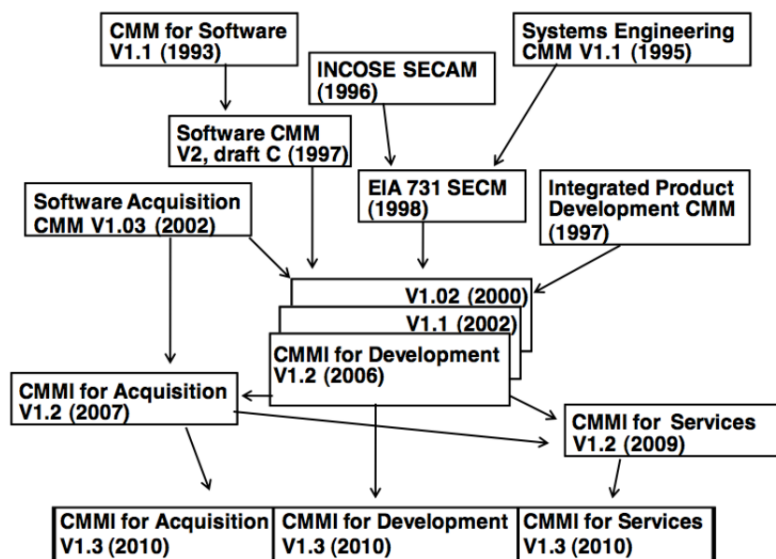 CMM for Software
V1.1 (1993)
Systems Engineering
CMM V1.1 (1995)
INCOSE SECAM
(1996)
Software CMM
V2, draft C (1997)
EIA 731 SECM
(1998)
Integrated Product
Development CMM
(1997)
Software Acquisition
CMM V1.03 (2002)
V1.02 (2000)
V1.1 (2002)
CMMI for Development
V1.2 (2006)
CMMI for Acquisition
V1.2 (2007)
CMMI for Services
V1.2 (2009)
CMMI for Acquisition
V1.3 (2010)
CMMI for Development
V1.3 (2010)
CMMI for Services
V1.3 (2010)